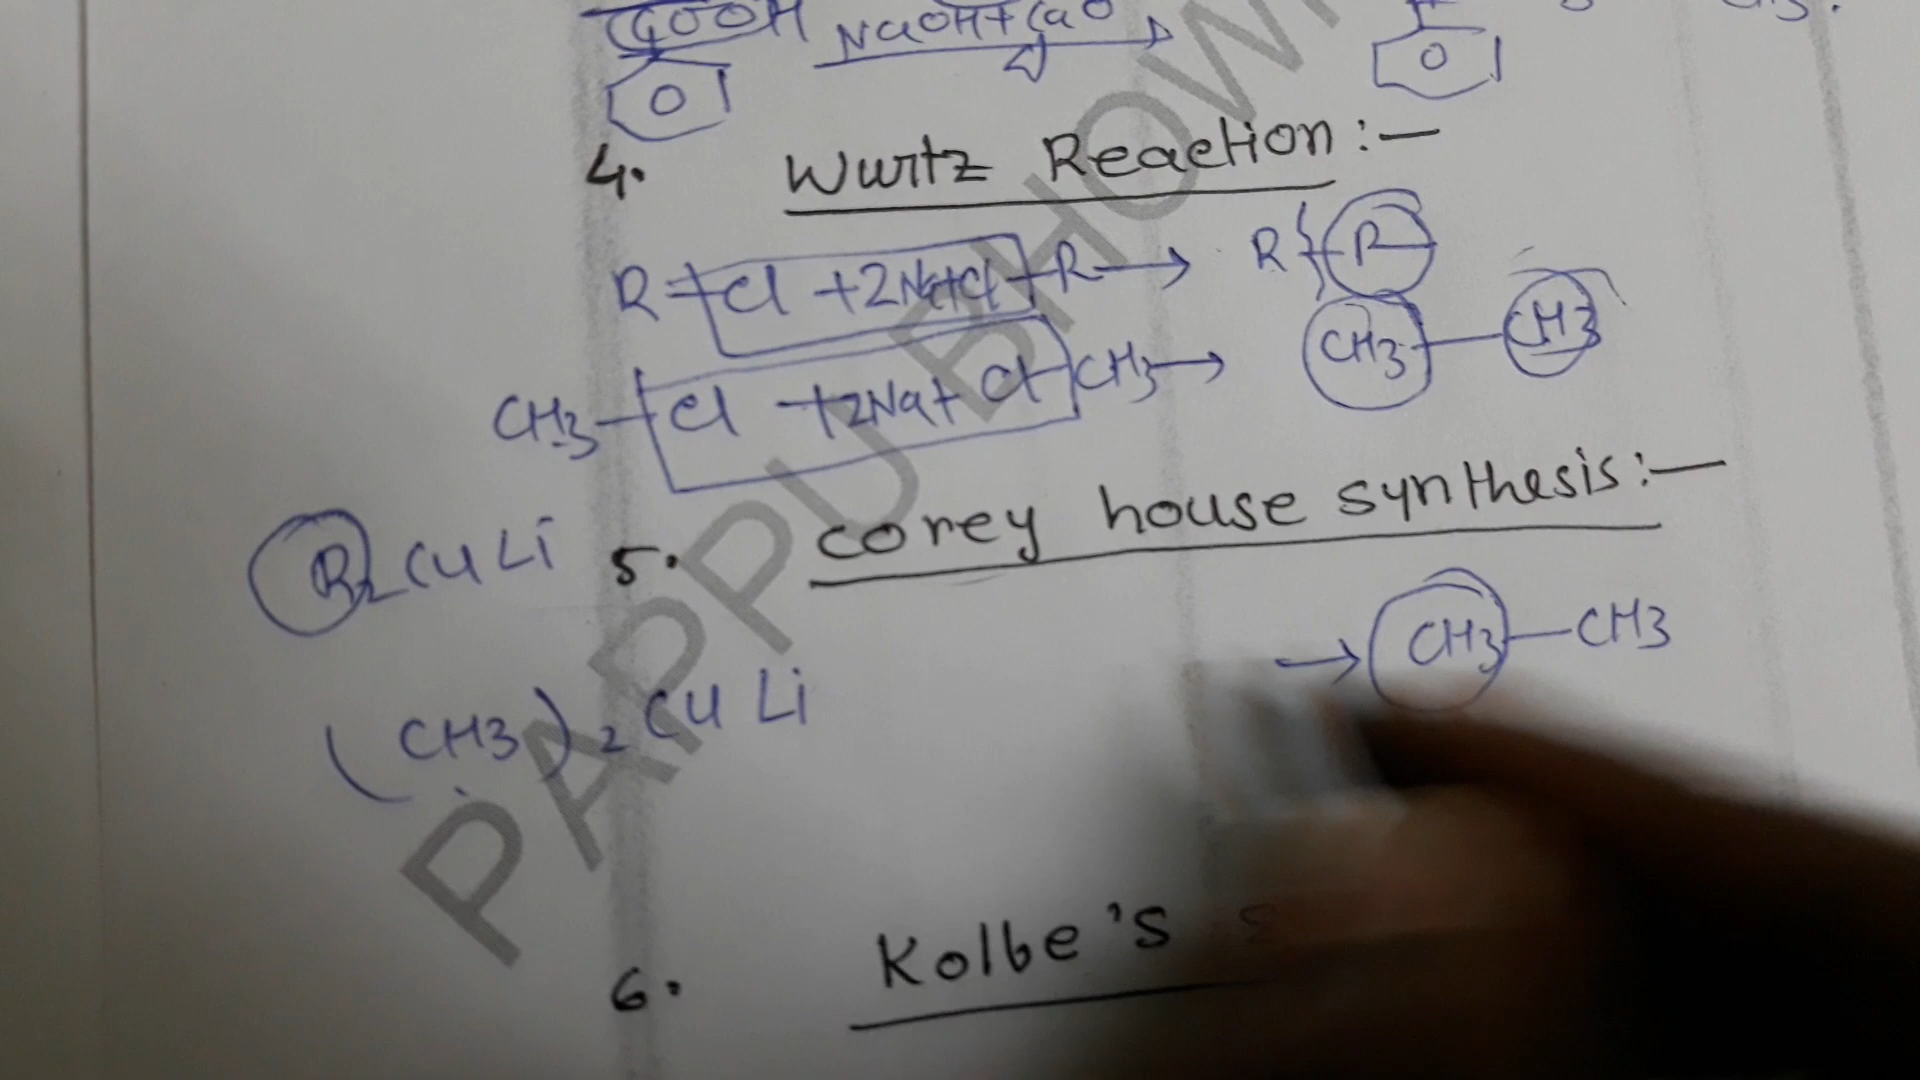 COOH NaOH+CaO
4. Wurtz Reaction:—
R—Cl +2Na+Cl—R → R—R
CH3—Cl +2Na+ Cl—CH3 → CH3—CH3
5. corey house synthesis:—
R2CuLi
→ CH3—CH3
(CH3)2CuLi
6. Kolbe's
PAPPU BHOW